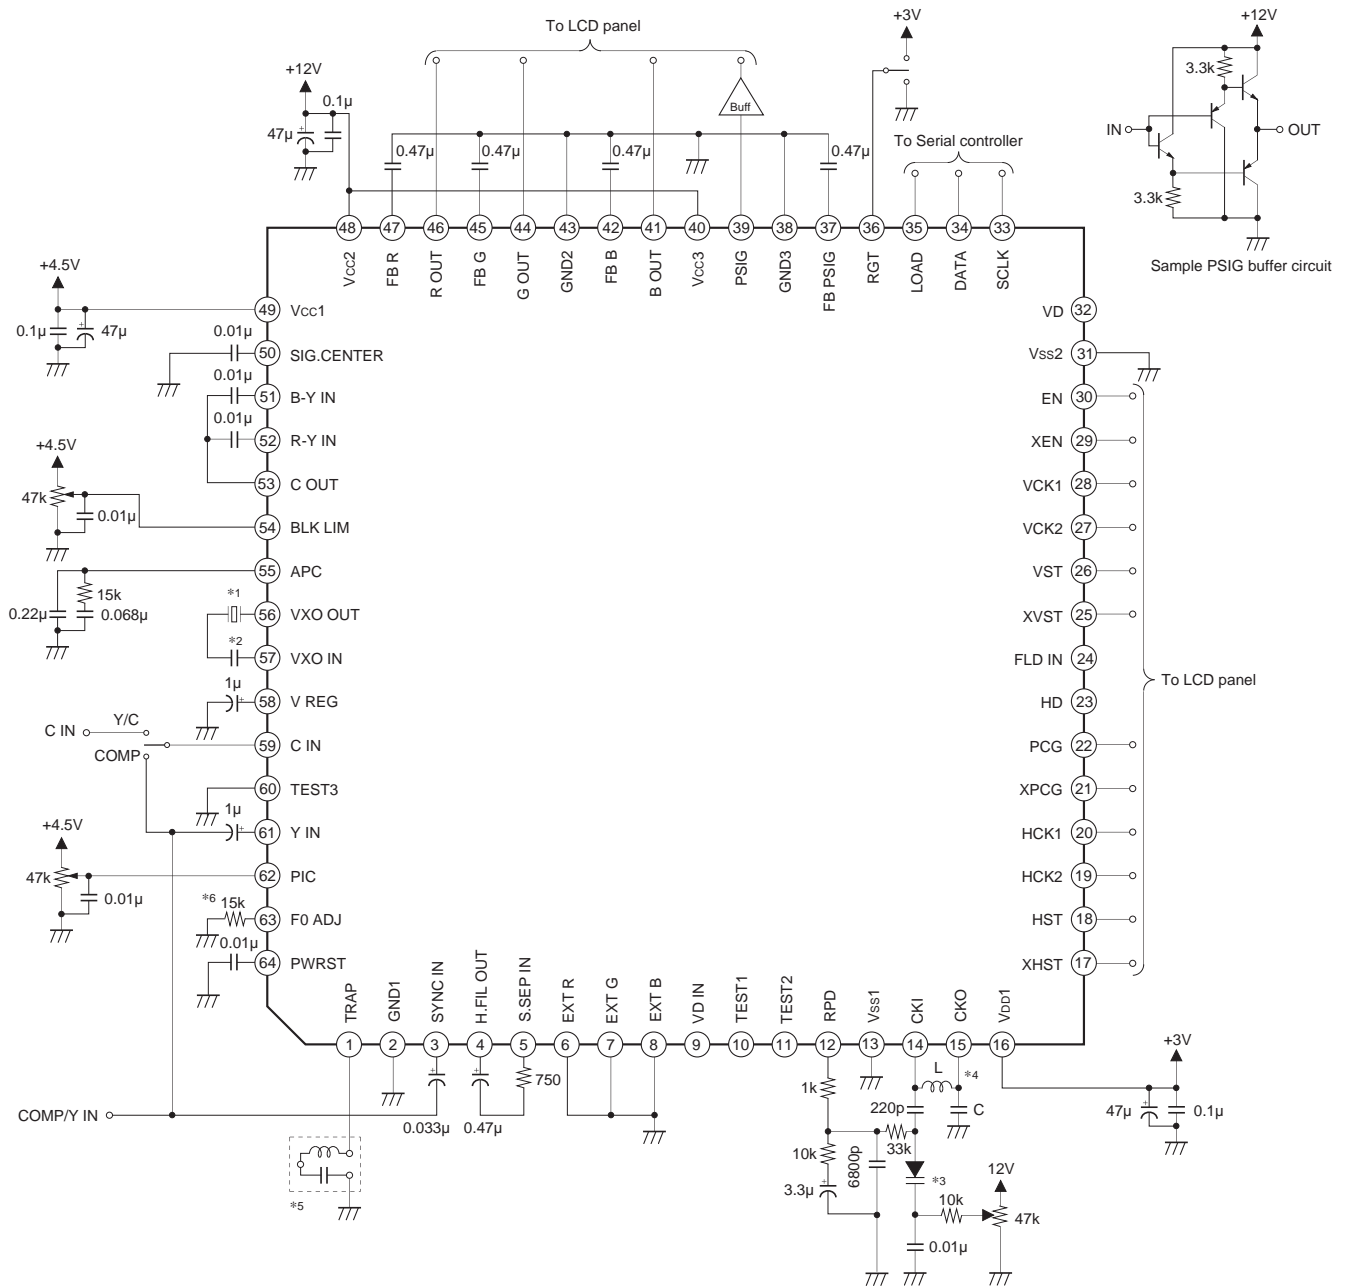 To LCD panel
+3V
+12V
+12V
0.1μ
47μ
Buff
3.3k
IN
OUT
3.3k
Sample PSIG buffer circuit
To Serial controller
0.47μ
0.47μ
0.47μ
0.47μ
48 47 46 45 44 43 42 41 40 39 38 37 36 35 34 33
Vcc2
FB R
R OUT
FB G
G OUT
GND2
FB B
B OUT
Vcc3
PSIG
GND3
FB PSIG
RGT
LOAD
DATA
SCLK
+4.5V
0.1μ
47μ
49 Vcc1
0.01μ
50 SIG.CENTER
0.01μ
51 B-Y IN
0.01μ
52 R-Y IN
53 C OUT
+4.5V
47k
0.01μ
54 BLK LIM
55 APC
15k
0.22μ
0.068μ
*1
56 VXO OUT
*2
57 VXO IN
1μ
58 V REG
Y/C
C IN
COMP
59 C IN
60 TEST3
1μ
61 Y IN
+4.5V
47k
0.01μ
62 PIC
*6 15k
63 F0 ADJ
0.01μ
64 PWRST
VD 32
Vss2 31
EN 30
XEN 29
VCK1 28
VCK2 27
VST 26
XVST 25
FLD IN 24
HD 23
PCG 22
XPCG 21
HCK1 20
HCK2 19
HST 18
XHST 17
To LCD panel
TRAP
GND1
SYNC IN
H.FIL OUT
S.SEP IN
EXT R
EXT G
EXT B
VD IN
TEST1
TEST2
RPD
Vss1
CKI
CKO
VDD1
1 2 3 4 5 6 7 8 9 10 11 12 13 14 15 16
COMP/Y IN
0.033μ
0.47μ
750
*5
1k
10k
3.3μ
6800p
220p
33k
L
*4
C
*3
10k
12V
47k
0.01μ
+3V
47μ
0.1μ